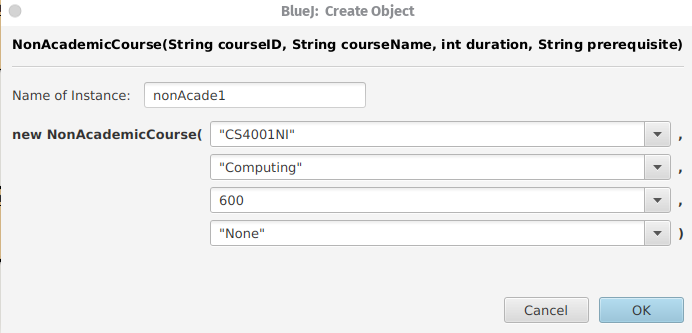 BlueJ: Create Object
NonAcademicCourse(String courseID, String courseName, int duration, String prerequisite)
Name of Instance: nonAcade1
new NonAcademicCourse( "CS4001NI" ,
"Computing" ,
600 ,
"None" )
Cancel OK